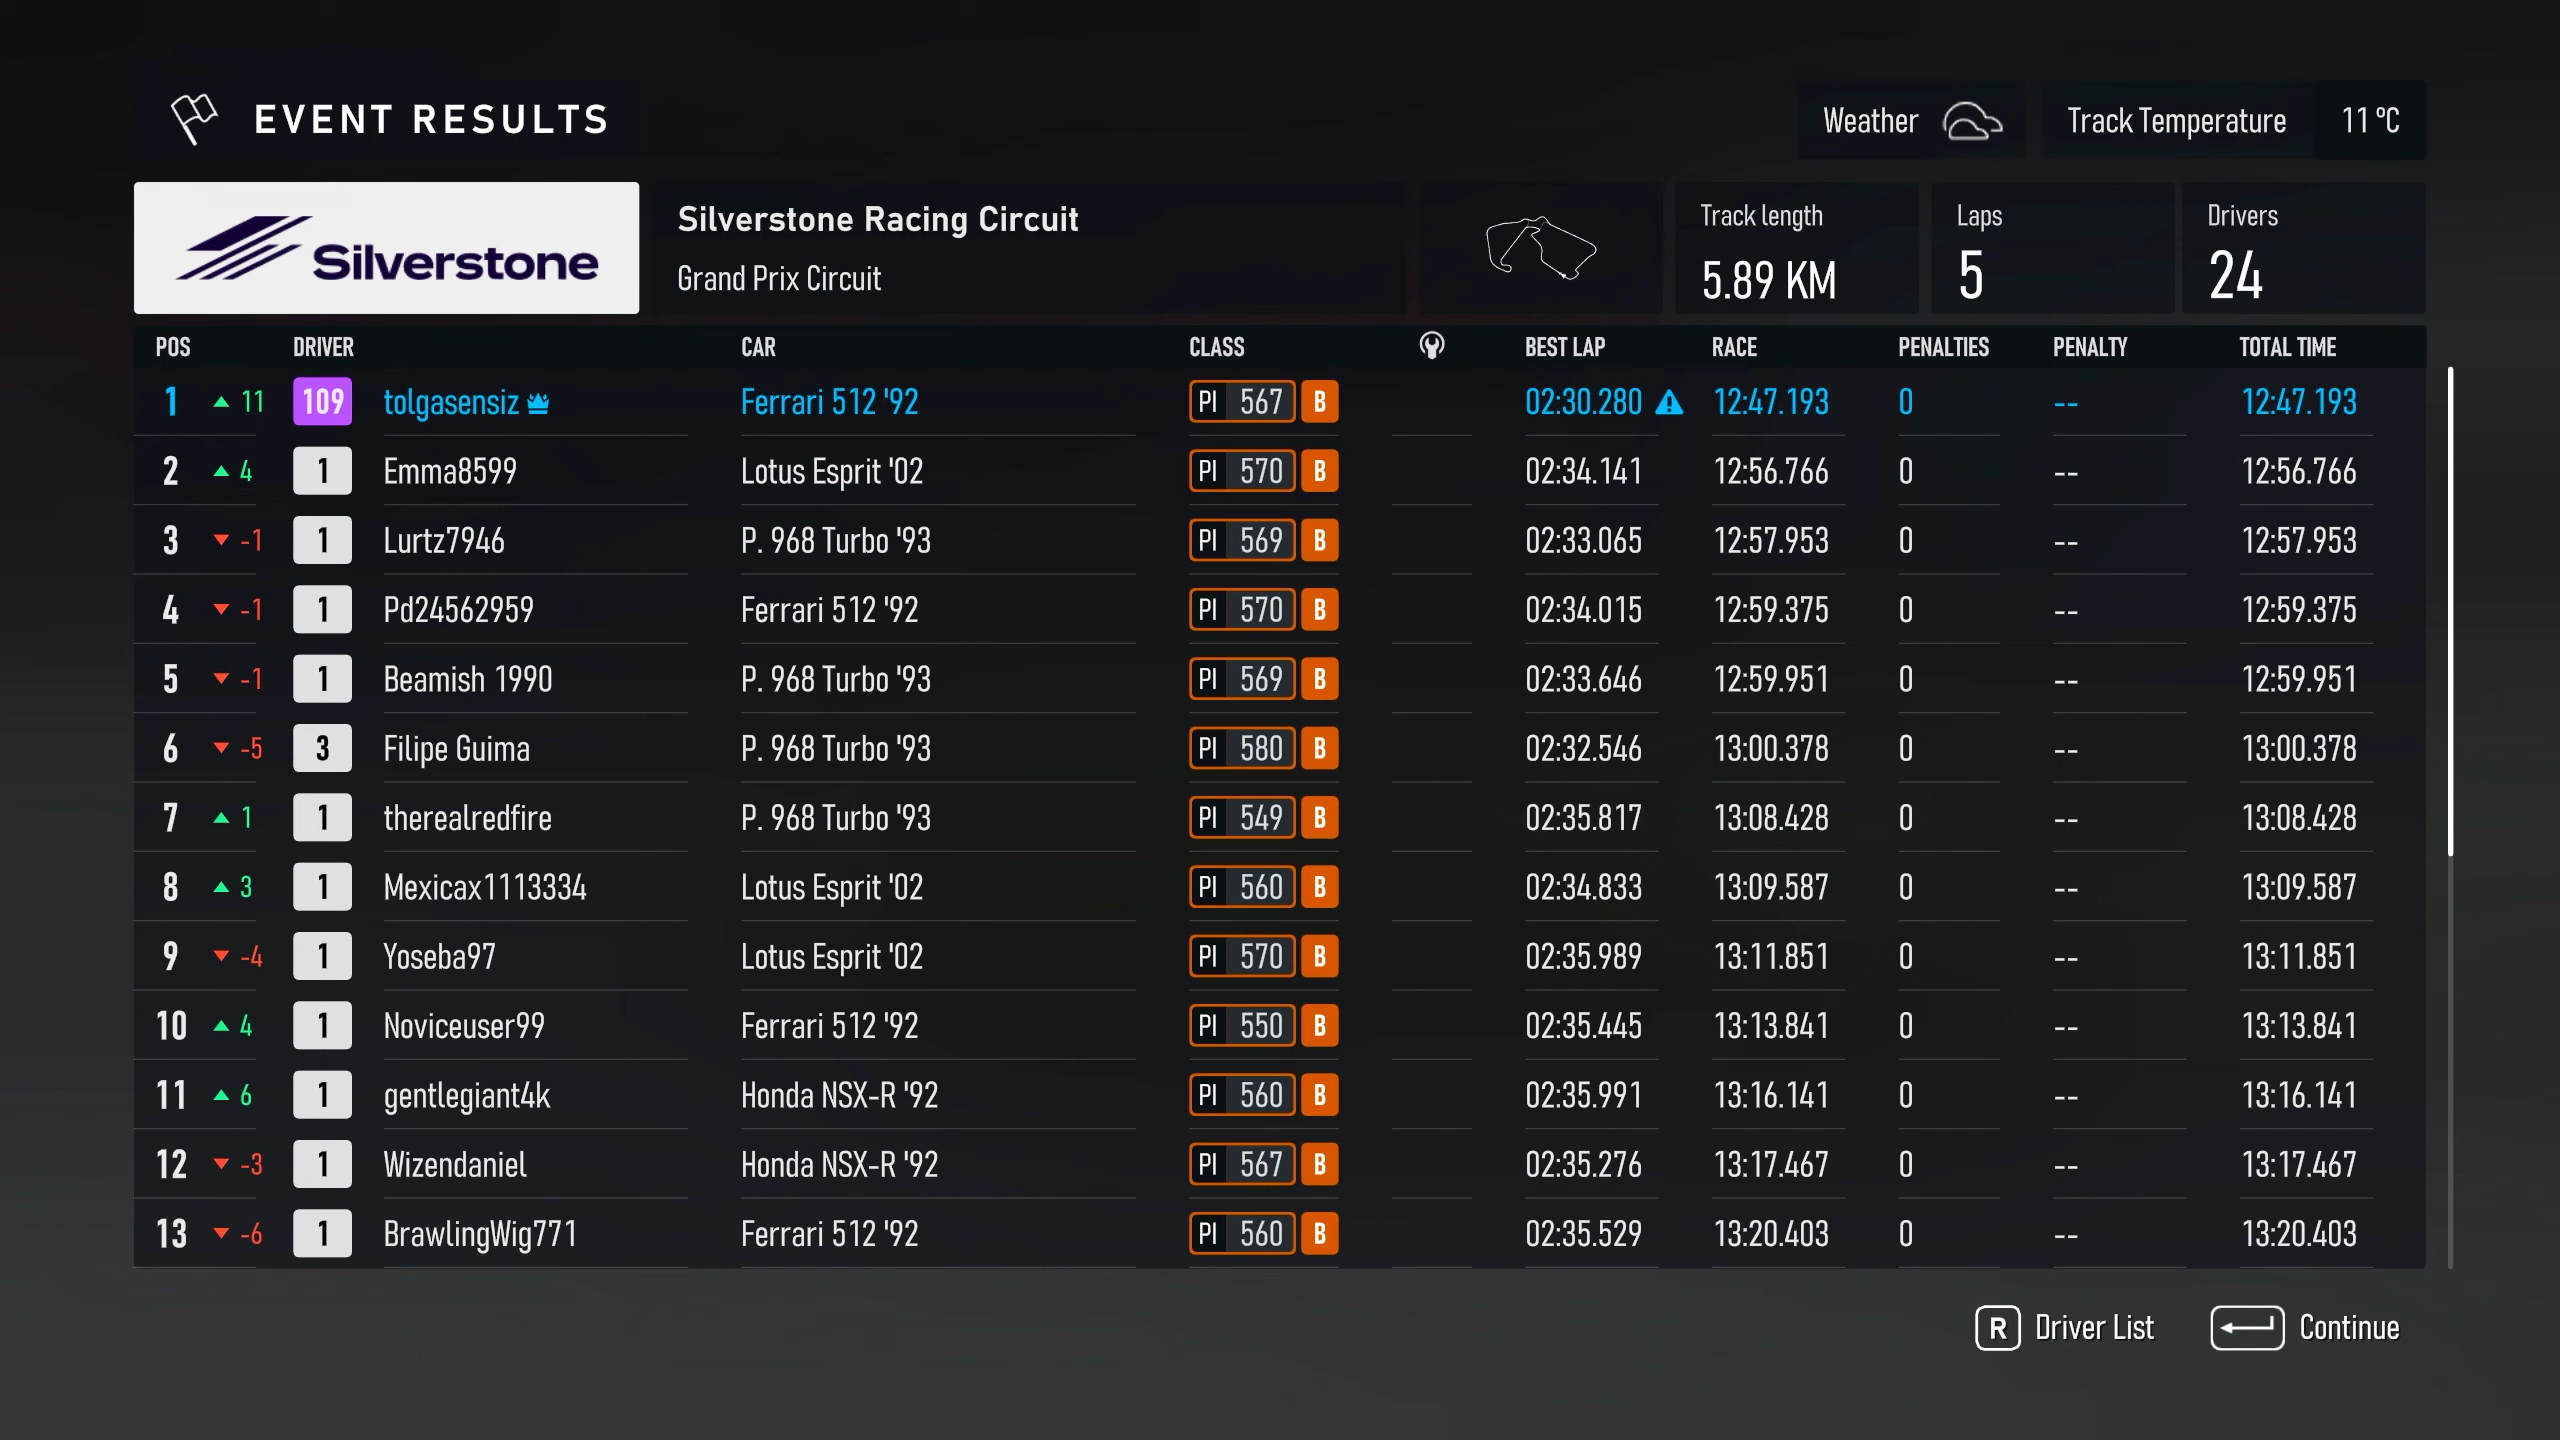 EVENT RESULTS
Weather
Track Temperature 11 °C
Silverstone
Silverstone Racing Circuit
Grand Prix Circuit
Track length
5.89 KM
Laps
5
Drivers
24
POS DRIVER CAR CLASS BEST LAP RACE PENALTIES PENALTY TOTAL TIME
1 11 109 tolgasensiz Ferrari 512 '92 PI 567 B 02:30.280 12:47.193 0 -- 12:47.193
2 4 1 Emma8599 Lotus Esprit '02 PI 570 B 02:34.141 12:56.766 0 -- 12:56.766
3 -1 1 Lurtz7946 P. 968 Turbo '93 PI 569 B 02:33.065 12:57.953 0 -- 12:57.953
4 -1 1 Pd24562959 Ferrari 512 '92 PI 570 B 02:34.015 12:59.375 0 -- 12:59.375
5 -1 1 Beamish 1990 P. 968 Turbo '93 PI 569 B 02:33.646 12:59.951 0 -- 12:59.951
6 -5 3 Filipe Guima P. 968 Turbo '93 PI 580 B 02:32.546 13:00.378 0 -- 13:00.378
7 1 1 therealredfire P. 968 Turbo '93 PI 549 B 02:35.817 13:08.428 0 -- 13:08.428
8 3 1 Mexicax1113334 Lotus Esprit '02 PI 560 B 02:34.833 13:09.587 0 -- 13:09.587
9 -4 1 Yoseba97 Lotus Esprit '02 PI 570 B 02:35.989 13:11.851 0 -- 13:11.851
10 4 1 Noviceuser99 Ferrari 512 '92 PI 550 B 02:35.445 13:13.841 0 -- 13:13.841
11 6 1 gentlegiant4k Honda NSX-R '92 PI 560 B 02:35.991 13:16.141 0 -- 13:16.141
12 -3 1 Wizendaniel Honda NSX-R '92 PI 567 B 02:35.276 13:17.467 0 -- 13:17.467
13 -6 1 BrawlingWig771 Ferrari 512 '92 PI 560 B 02:35.529 13:20.403 0 -- 13:20.403
R Driver List Continue